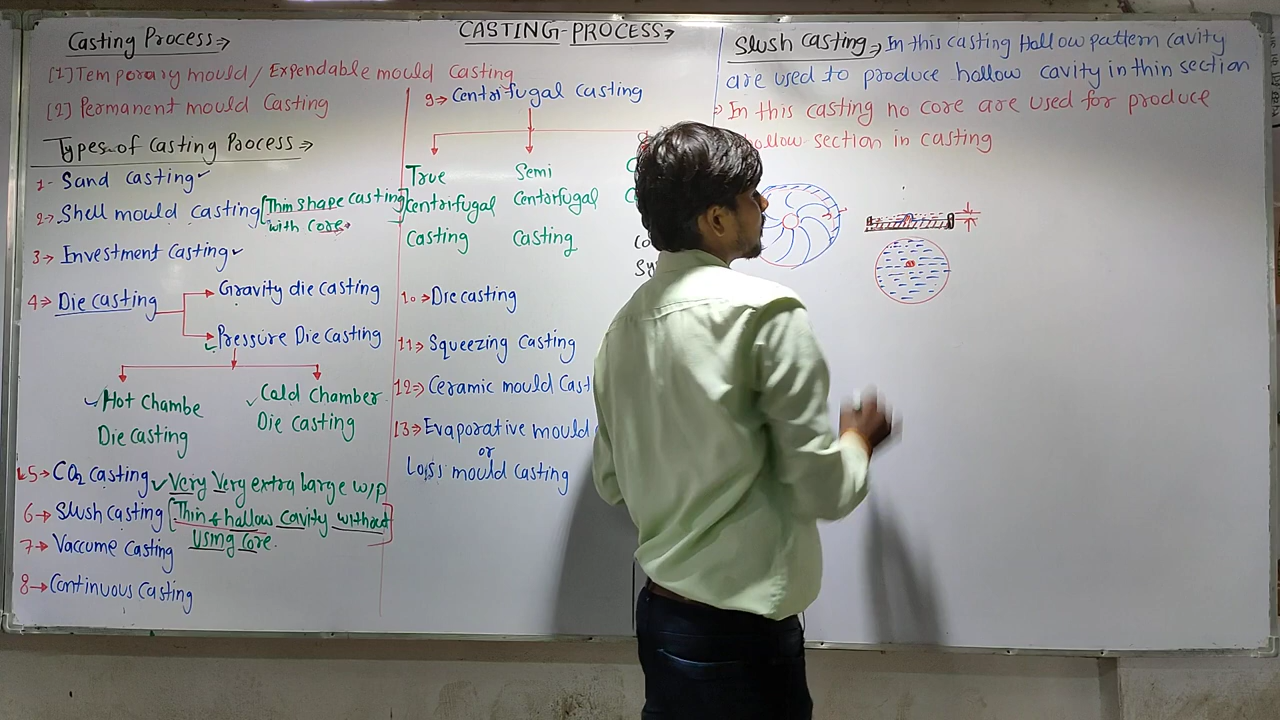 CASTING-PROCESS
Casting Process
[1] Temporary mould/Expendable mould Casting
[2] Permanent mould Casting
Types of Casting Process
1- Sand casting
2- Shell mould casting [Thin shape casting
with core]
3- Investment Casting
4- Die casting
Gravity die casting
Pressure Die Casting
Hot Chambe
Die casting
Cold Chamber
Die Casting
5- CO2 casting Very Very extra large w/p
6- Slush casting [Thin & hallow Cavity without
Using Core.]
7- Vaccume Casting
8- Continuous Casting
9- Centrifugal Casting
True
Centrifugal
Casting
Semi
Centrifugal
Casting
10- Die casting
11- Squeezing Casting
12- Ceramic mould Cast
13- Evaporative mould
or
Loss mould Casting
Slush Casting In this casting Hallow pattern Cavity
are used to produce hollow cavity in thin section
In this casting no core are used for produce
hollow section in casting